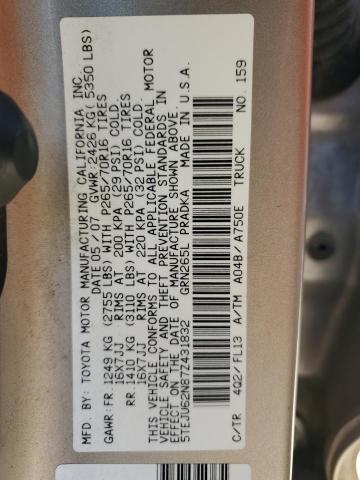 MFD. BY: TOYOTA MOTOR MANUFACTURING CALIFORNIA INC.
DATE 05/07 GVWR 2426 KG (5350 LBS)
GAWR: FR 1249 KG (2755 LBS) WITH P265/70R16 TIRES
16X7JJ RIMS AT 200 KPA (29 PSI) COLD.
RR 1410 KG (3110 LBS) WITH P265/70R16 TIRES
16X7JJ RIMS AT 220 KPA (32 PSI) COLD.
THIS VEHICLE CONFORMS TO ALL APPLICABLE FEDERAL MOTOR
VEHICLE SAFETY AND THEFT PREVENTION STANDARDS IN
EFFECT ON THE DATE OF MANUFACTURE SHOWN ABOVE.
5TEJU62N87Z431832 GRN265L PRADKA MADE IN U.S.A.
C/TR 4Q2/FL13 A/TM A04B/A750E TRUCK NO. 159